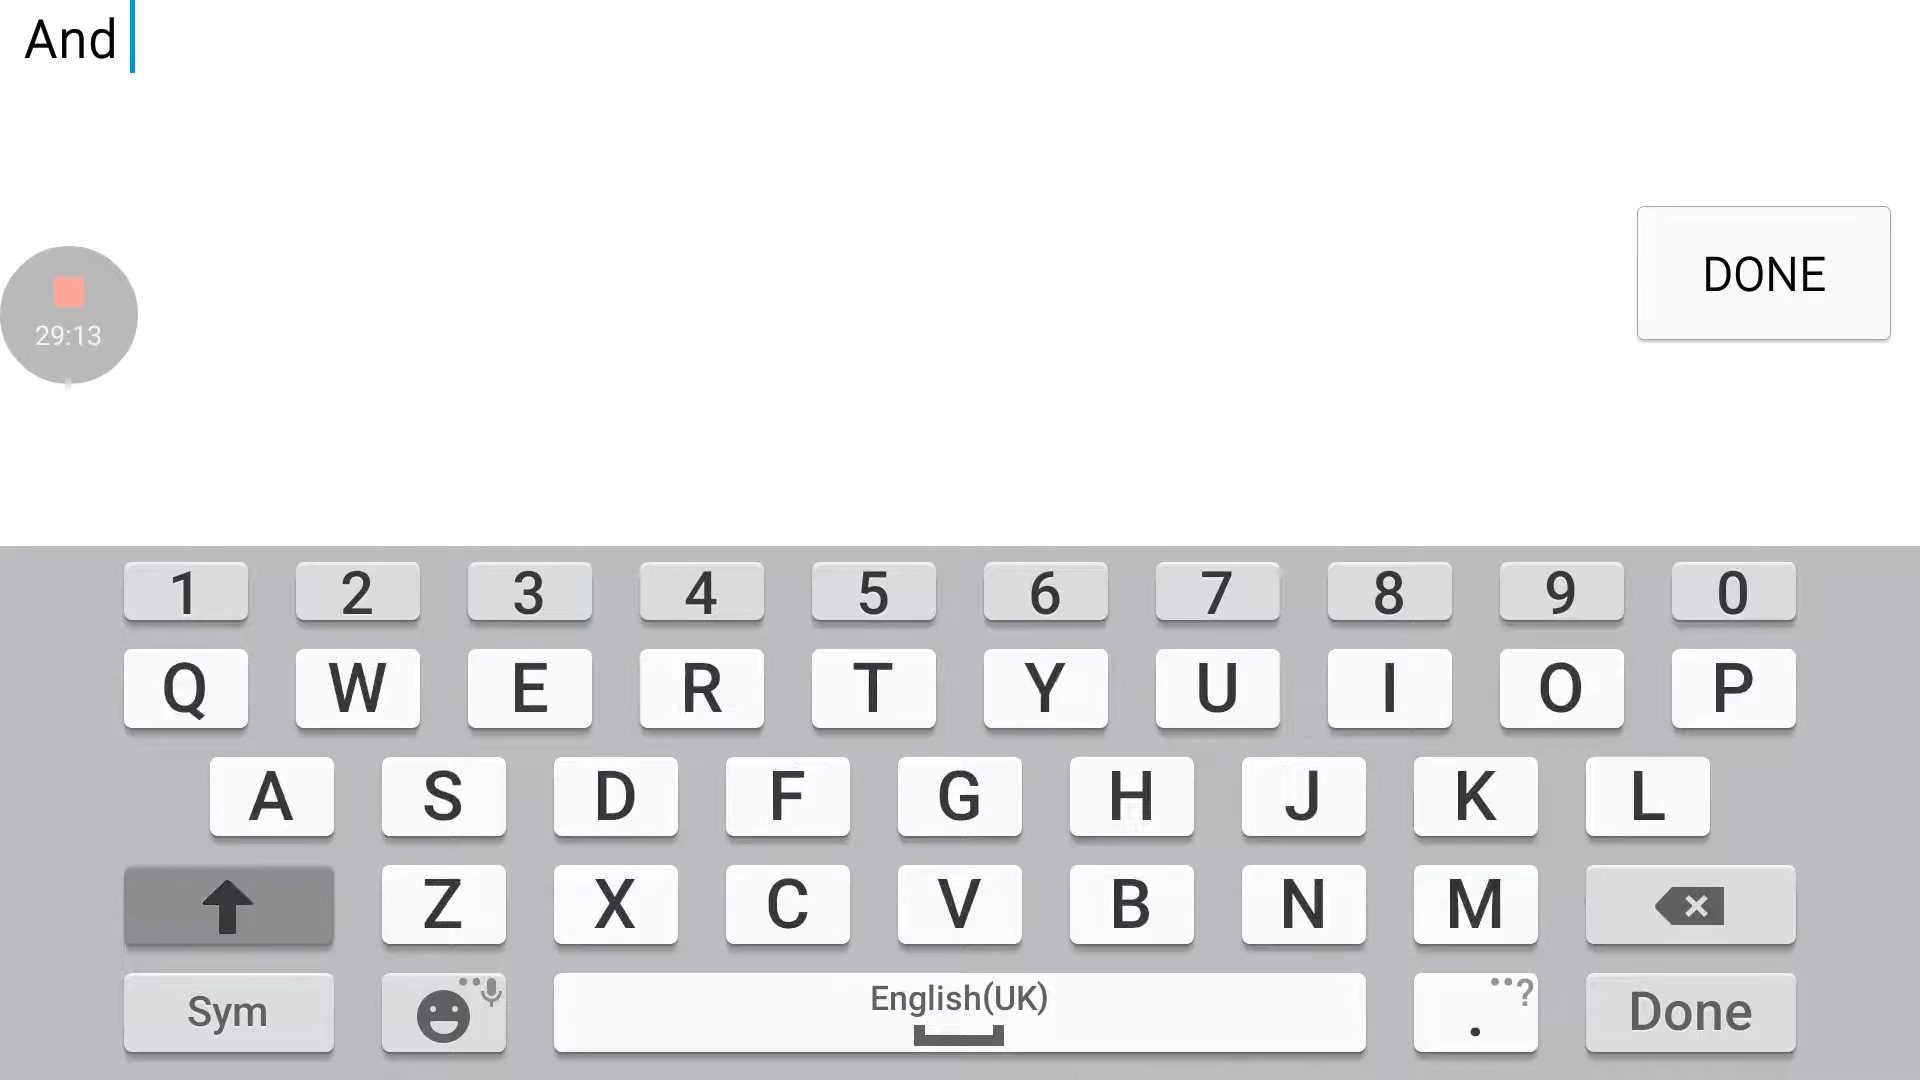 And
DONE
29:13
1 2 3 4 5 6 7 8 9 0
Q W E R T Y U I O P
A S D F G H J K L
Z X C V B N M
Sym English(UK) . ? Done